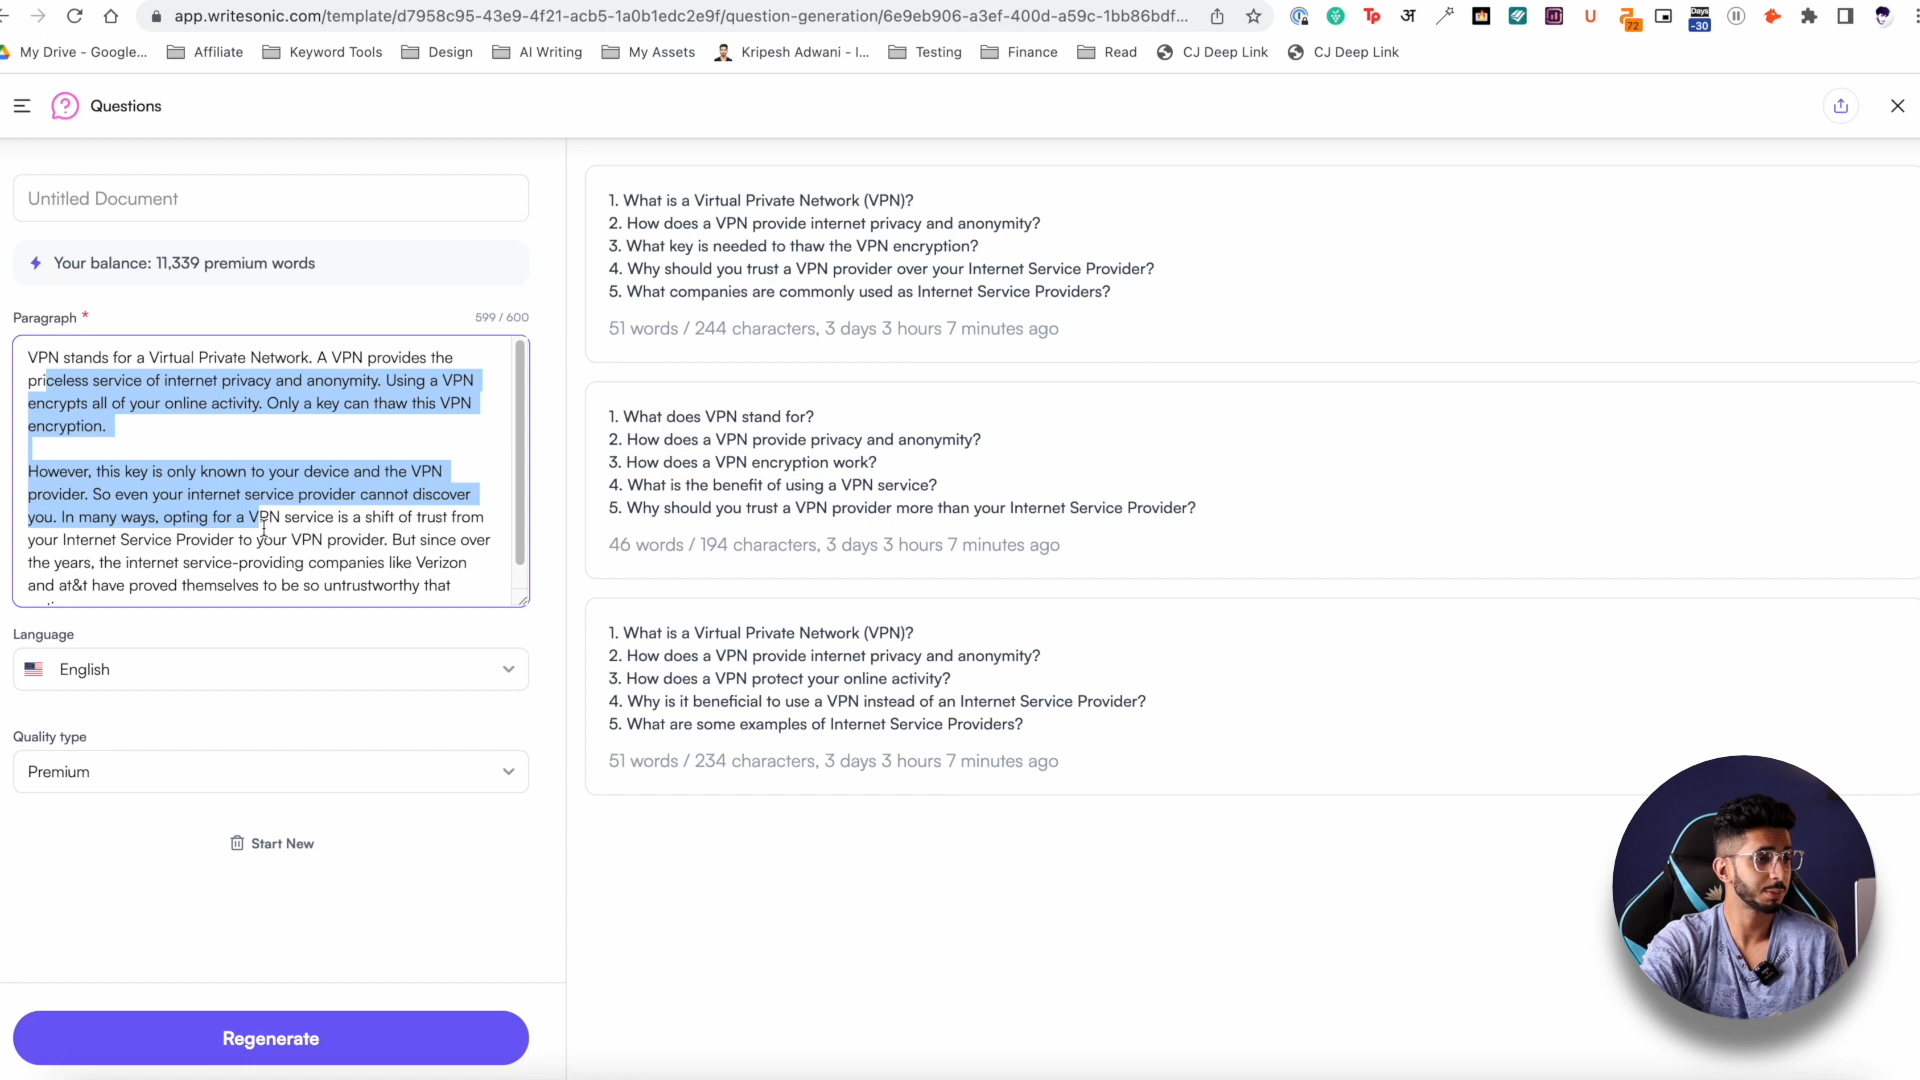 app.writesonic.com/template/d7958c95-43e9-4f21-acb5-1a0b1edc2e9f/question-generation/6e9eb906-a3ef-400d-a59c-1bb86bdf...
Tp
अ
U
72
Days
-30
My Drive - Google...
Affiliate
Keyword Tools
Design
AI Writing
My Assets
Kripesh Adwani - I...
Testing
Finance
Read
CJ Deep Link
CJ Deep Link
Questions
Untitled Document
Your balance: 11,339 premium words
Paragraph *
599 / 600
VPN stands for a Virtual Private Network. A VPN provides the
priceless service of internet privacy and anonymity. Using a VPN
encrypts all of your online activity. Only a key can thaw this VPN
encryption.
However, this key is only known to your device and the VPN
provider. So even your internet service provider cannot discover
you. In many ways, opting for a VPN service is a shift of trust from
your Internet Service Provider to your VPN provider. But since over
the years, the internet service-providing companies like Verizon
and at&t have proved themselves to be so untrustworthy that
Language
English
Quality type
Premium
Start New
Regenerate
1. What is a Virtual Private Network (VPN)?
2. How does a VPN provide internet privacy and anonymity?
3. What key is needed to thaw the VPN encryption?
4. Why should you trust a VPN provider over your Internet Service Provider?
5. What companies are commonly used as Internet Service Providers?
51 words / 244 characters, 3 days 3 hours 7 minutes ago
1. What does VPN stand for?
2. How does a VPN provide privacy and anonymity?
3. How does a VPN encryption work?
4. What is the benefit of using a VPN service?
5. Why should you trust a VPN provider more than your Internet Service Provider?
46 words / 194 characters, 3 days 3 hours 7 minutes ago
1. What is a Virtual Private Network (VPN)?
2. How does a VPN provide internet privacy and anonymity?
3. How does a VPN protect your online activity?
4. Why is it beneficial to use a VPN instead of an Internet Service Provider?
5. What are some examples of Internet Service Providers?
51 words / 234 characters, 3 days 3 hours 7 minutes ago